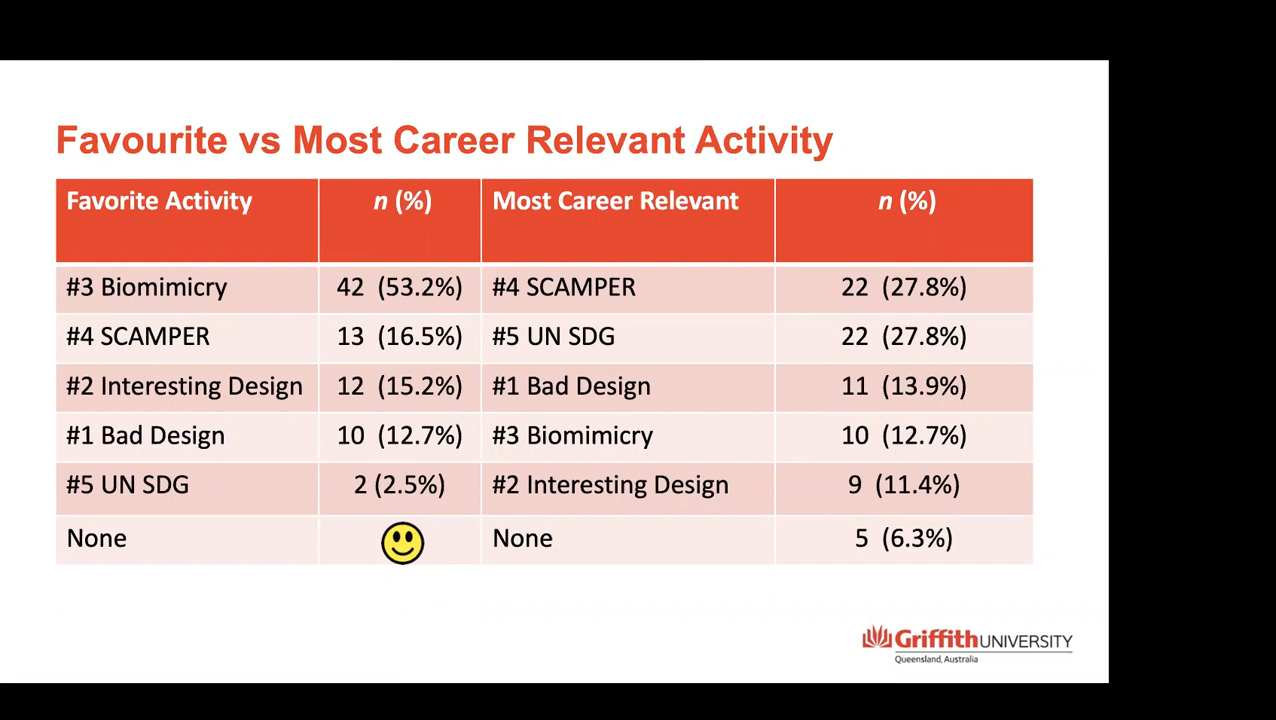 Favourite vs Most Career Relevant Activity
Favorite Activity n (%) Most Career Relevant n (%)
#3 Biomimicry 42 (53.2%) #4 SCAMPER 22 (27.8%)
#4 SCAMPER 13 (16.5%) #5 UN SDG 22 (27.8%)
#2 Interesting Design 12 (15.2%) #1 Bad Design 11 (13.9%)
#1 Bad Design 10 (12.7%) #3 Biomimicry 10 (12.7%)
#5 UN SDG 2 (2.5%) #2 Interesting Design 9 (11.4%)
None None 5 (6.3%)
Griffith UNIVERSITY
Queensland, Australia